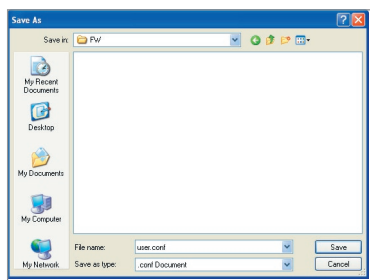 Save As
Save in: FW
My Recent
Documents
Desktop
My Documents
My Computer
My Network
File name: user.conf Save
Save as type: .conf Document Cancel